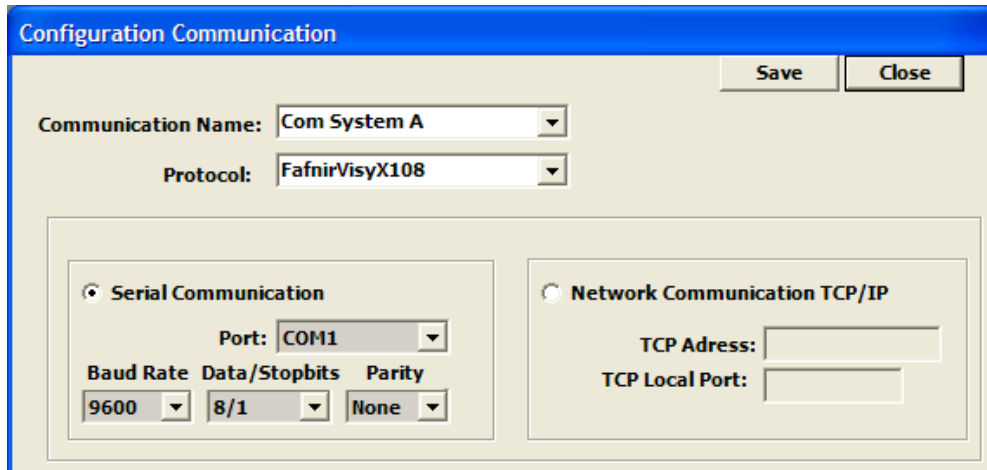 Configuration Communication
Save Close
Communication Name: Com System A
Protocol: FafnirVisyX108
Serial Communication
Port: COM1
Baud Rate Data/Stopbits Parity
9600 8/1 None
Network Communication TCP/IP
TCP Adress:
TCP Local Port: